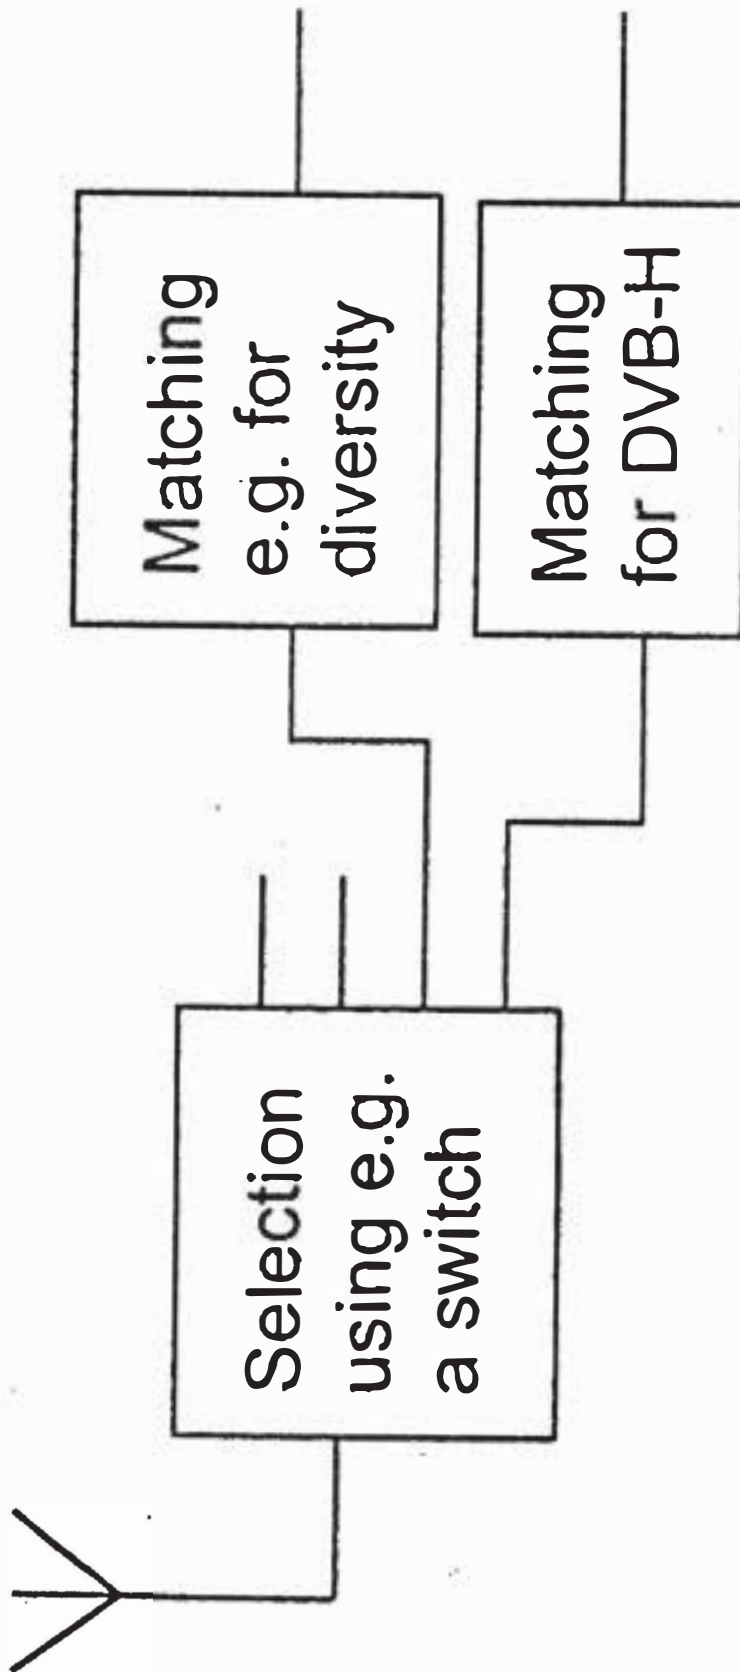 Selection
using e.g.
a switch
Matching
e.g. for
diversity
Matching
for DVB-H